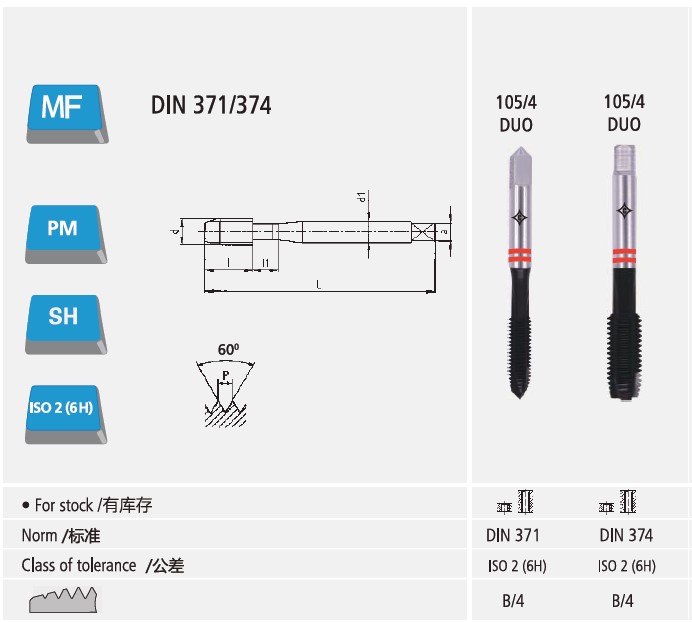 MF
DIN 371/374
105/4
DUO
105/4
DUO
PM
SH
ISO 2 (6H)
d
d1
a
l
l1
L
60⁰
P
• For stock /有库存
Norm /标准
DIN 371
DIN 374
Class of tolerance /公差
ISO 2 (6H)
ISO 2 (6H)
B/4
B/4